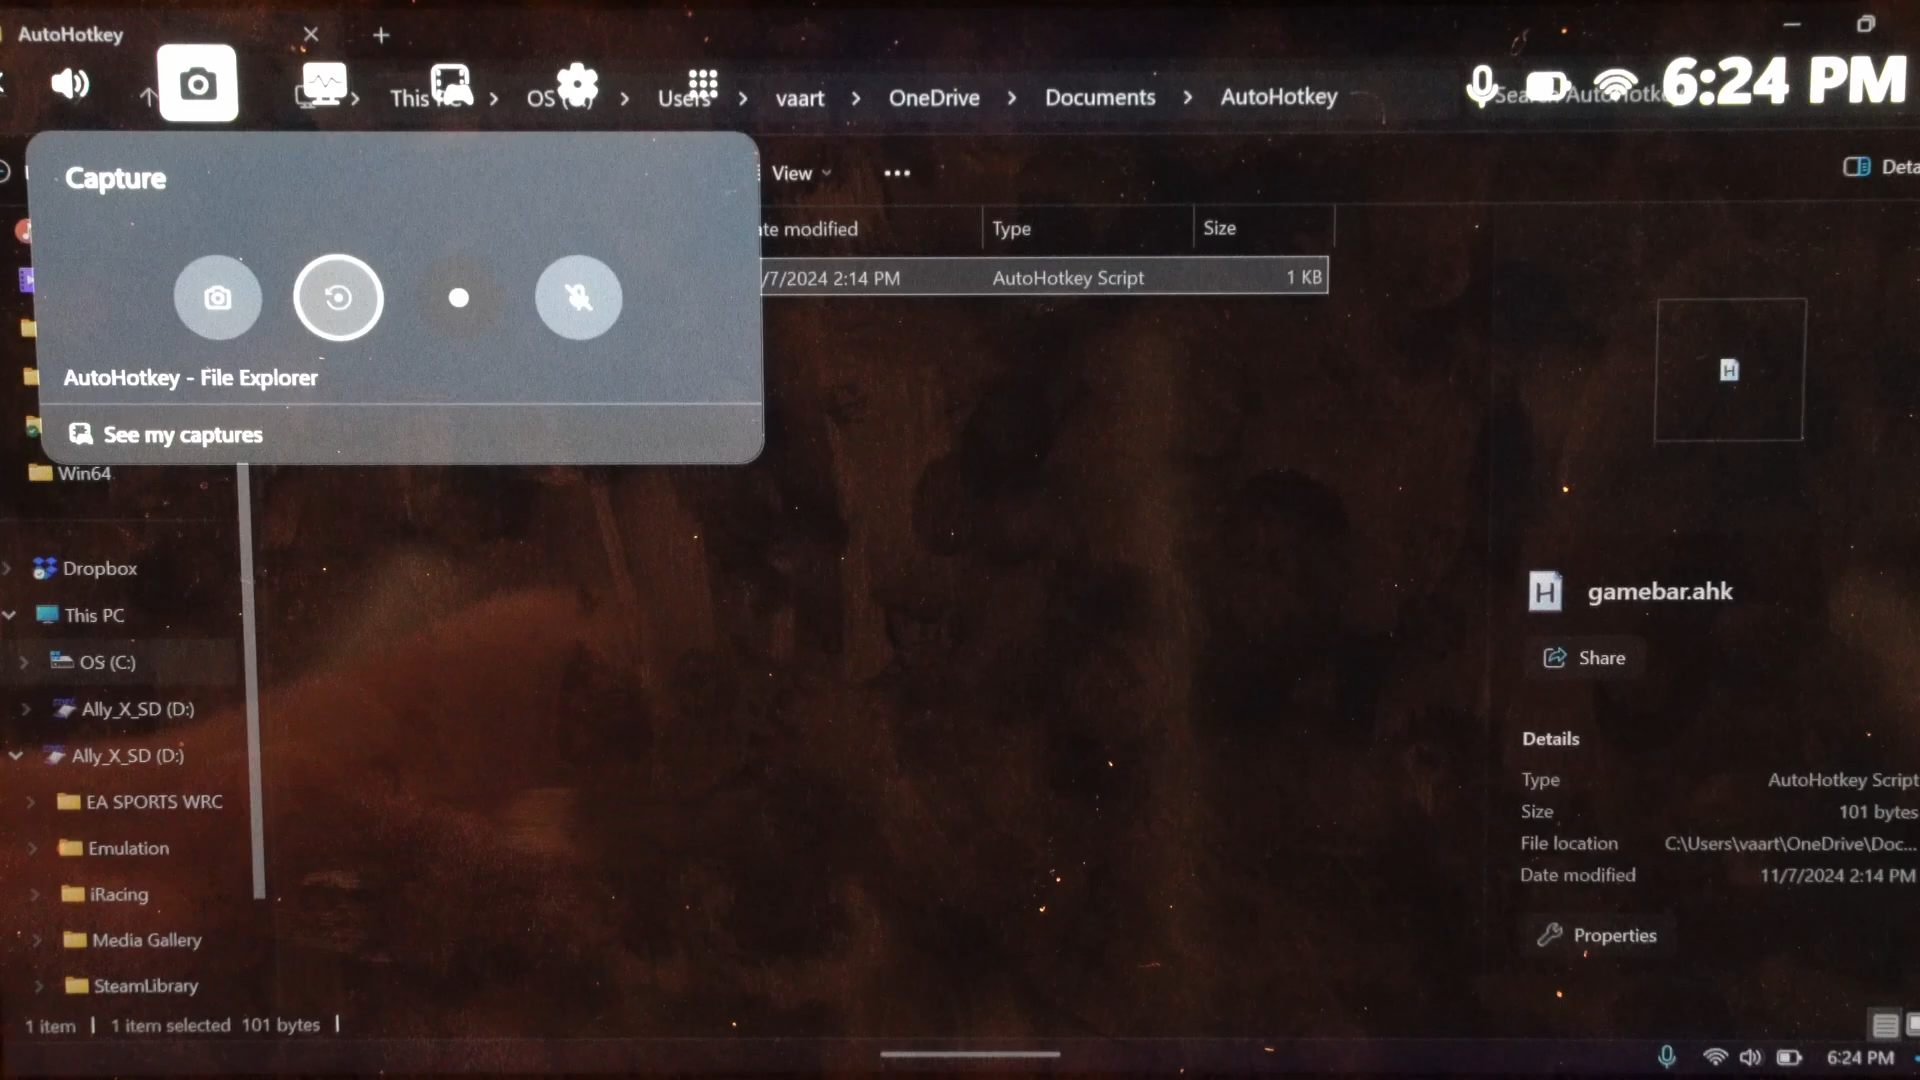 AutoHotkey
This
OS
Users
vaart
OneDrive
Documents
AutoHotkey
6:24 PM
Capture
View
Deta
ate modified
Type
Size
/7/2024 2:14 PM
AutoHotkey Script
1 KB
AutoHotkey - File Explorer
See my captures
Win64
Dropbox
This PC
OS (C:)
Ally_X_SD (D:)
Ally_X_SD (D:)
EA SPORTS WRC
Emulation
iRacing
Media Gallery
SteamLibrary
H
H
gamebar.ahk
Share
Details
Type
AutoHotkey Script
Size
101 bytes
File location
C:\Users\vaart\OneDrive\Doc...
Date modified
11/7/2024 2:14 PM
Properties
1 item
1 item selected 101 bytes
6:24 PM